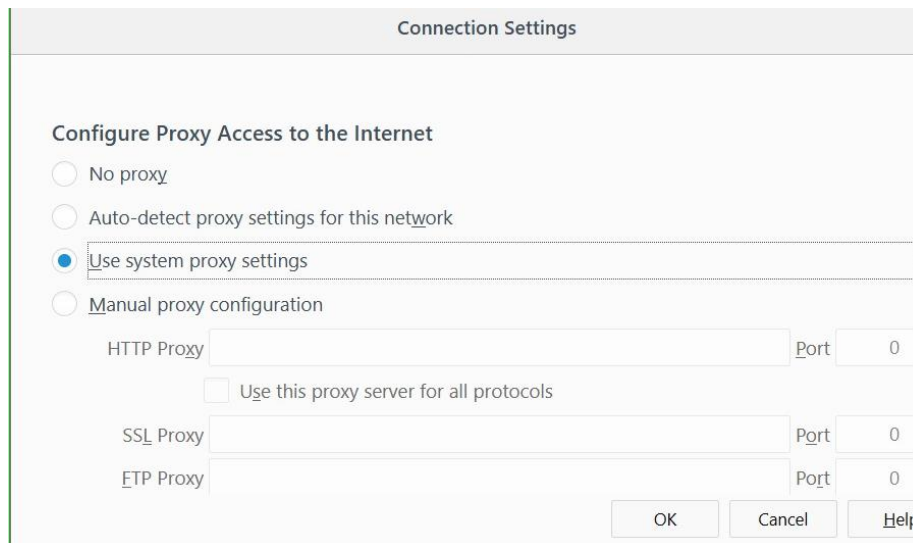 Connection Settings
Configure Proxy Access to the Internet
No proxy
Auto-detect proxy settings for this network
Use system proxy settings
Manual proxy configuration
HTTP Proxy Port 0
Use this proxy server for all protocols
SSL Proxy Port 0
FTP Proxy Port 0
OK Cancel Help